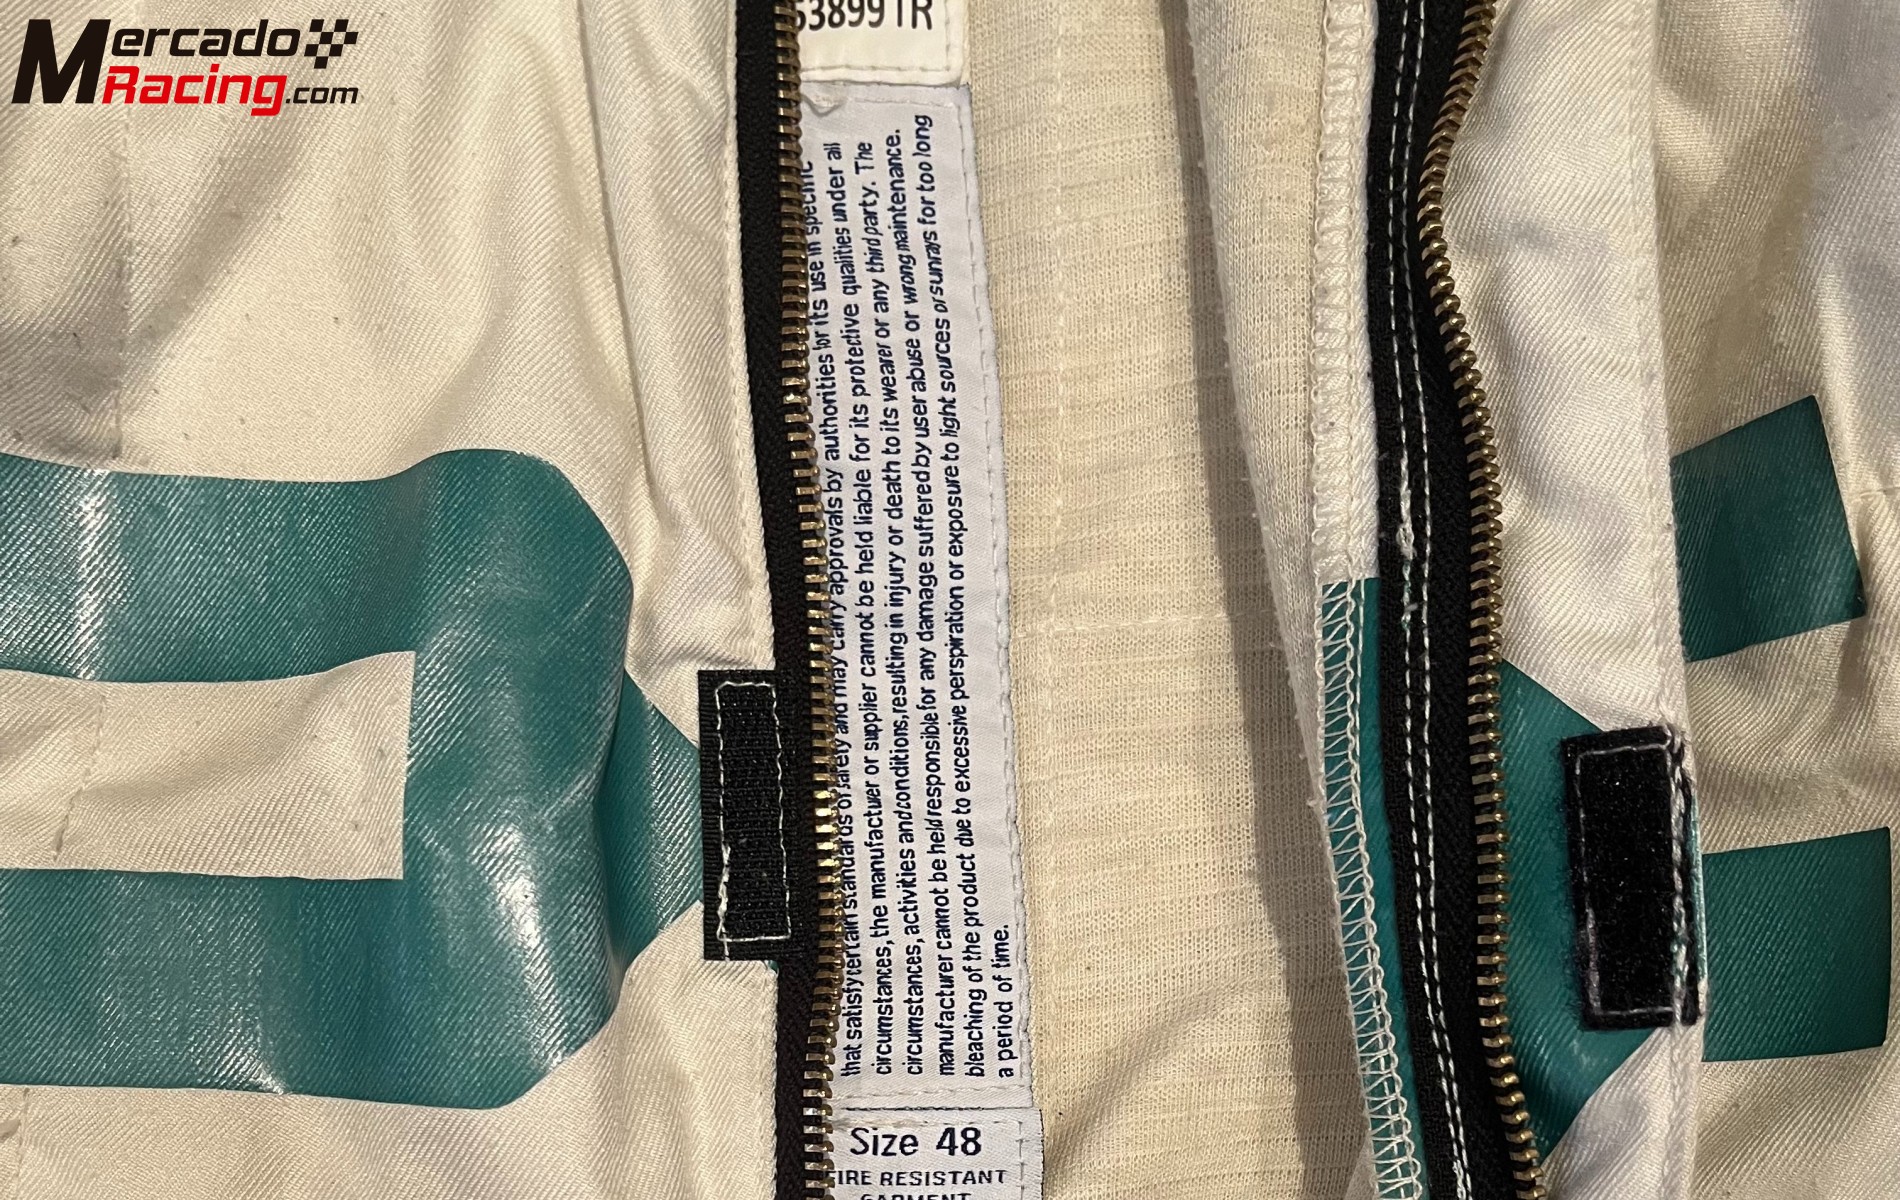 Mercado
Racing.com
53899 TR
that satisfy certain standards of safety and may carry approvals by authorities for its use in specific
circumstances, the manufactuer or supplier cannot be held liable for its protective qualities under all
circumstances, activities and conditions, resulting in injury or death to its wearer or any third party. The
manufacturer cannot be held responsible for any damage suffered by user abuse or wrong maintenance.
bleaching of the product due to excessive perspiration or exposure to light sources or sunrays for too long
a period of time.
Size 48
FIRE RESISTANT
GARMENT